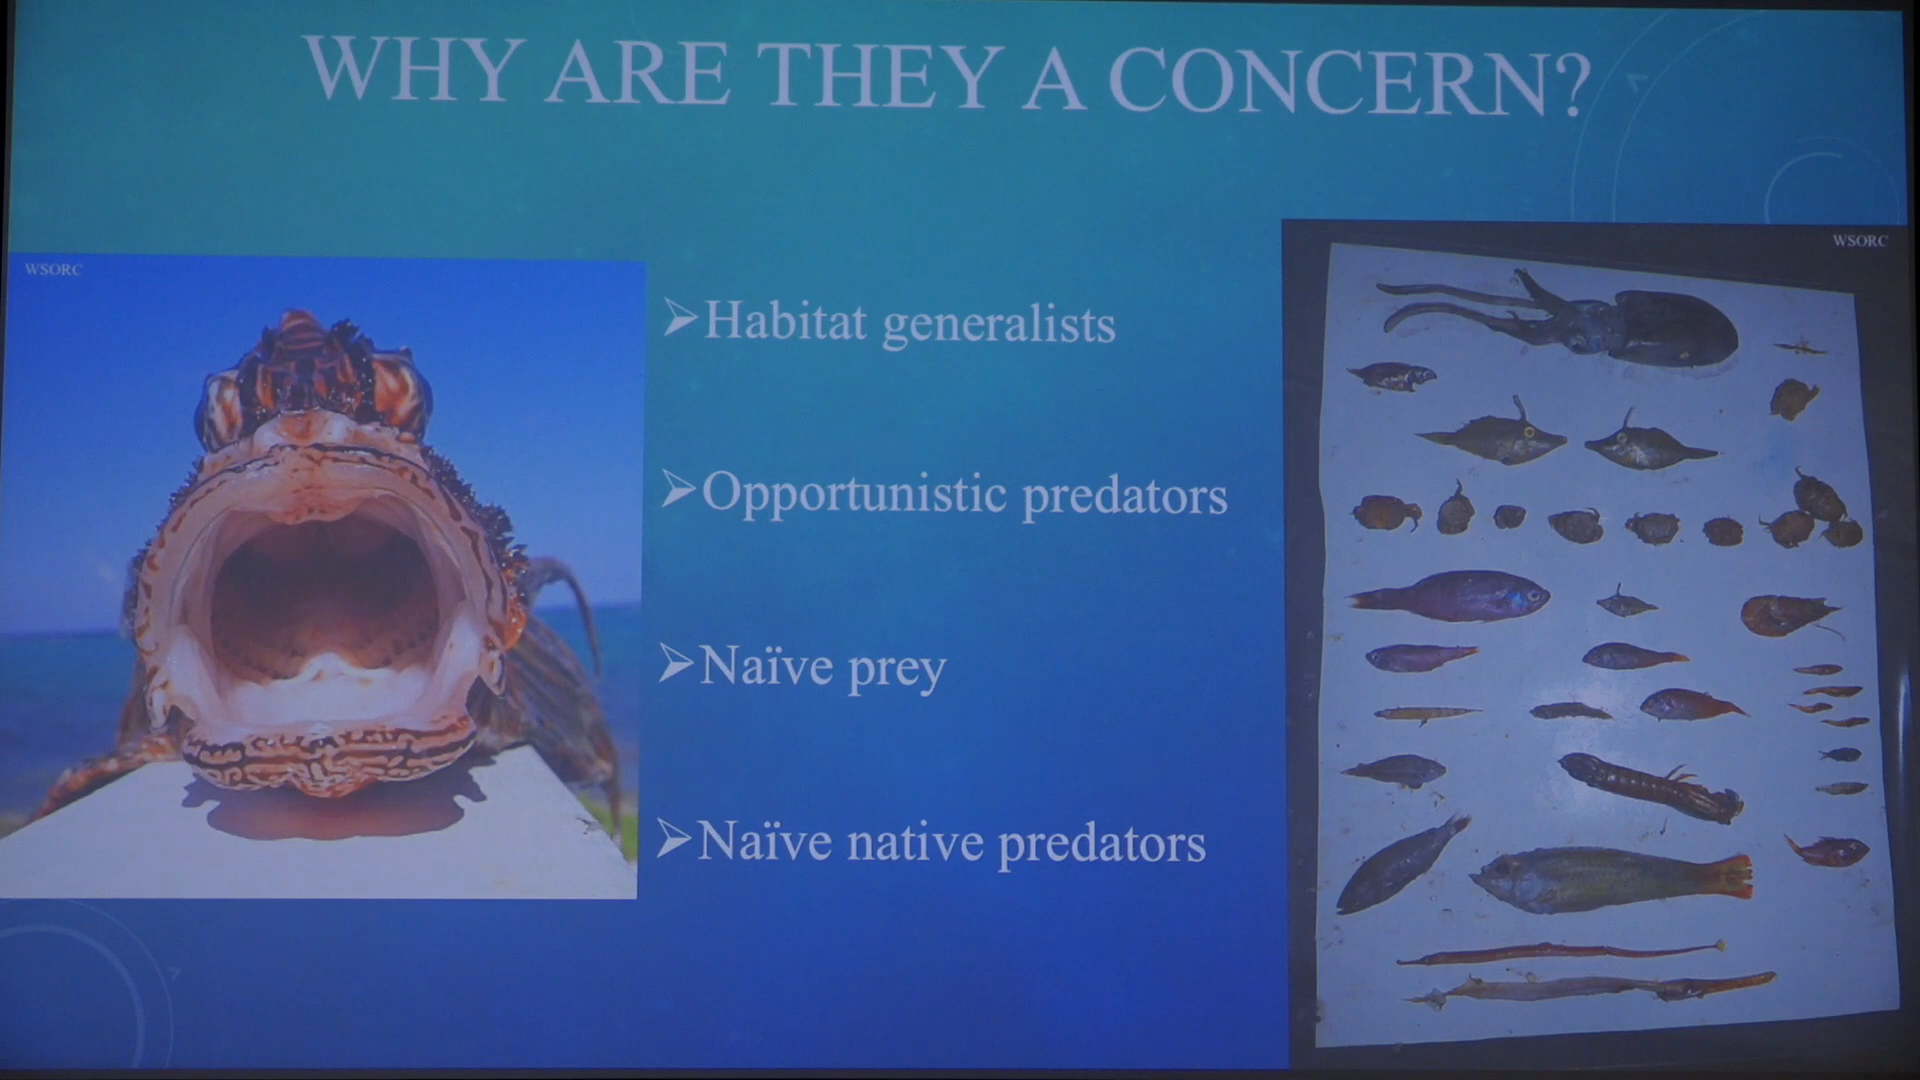 WHY ARE THEY A CONCERN?
WSORC
WSORC
➢Habitat generalists
➢Opportunistic predators
➢Naïve prey
➢Naïve native predators